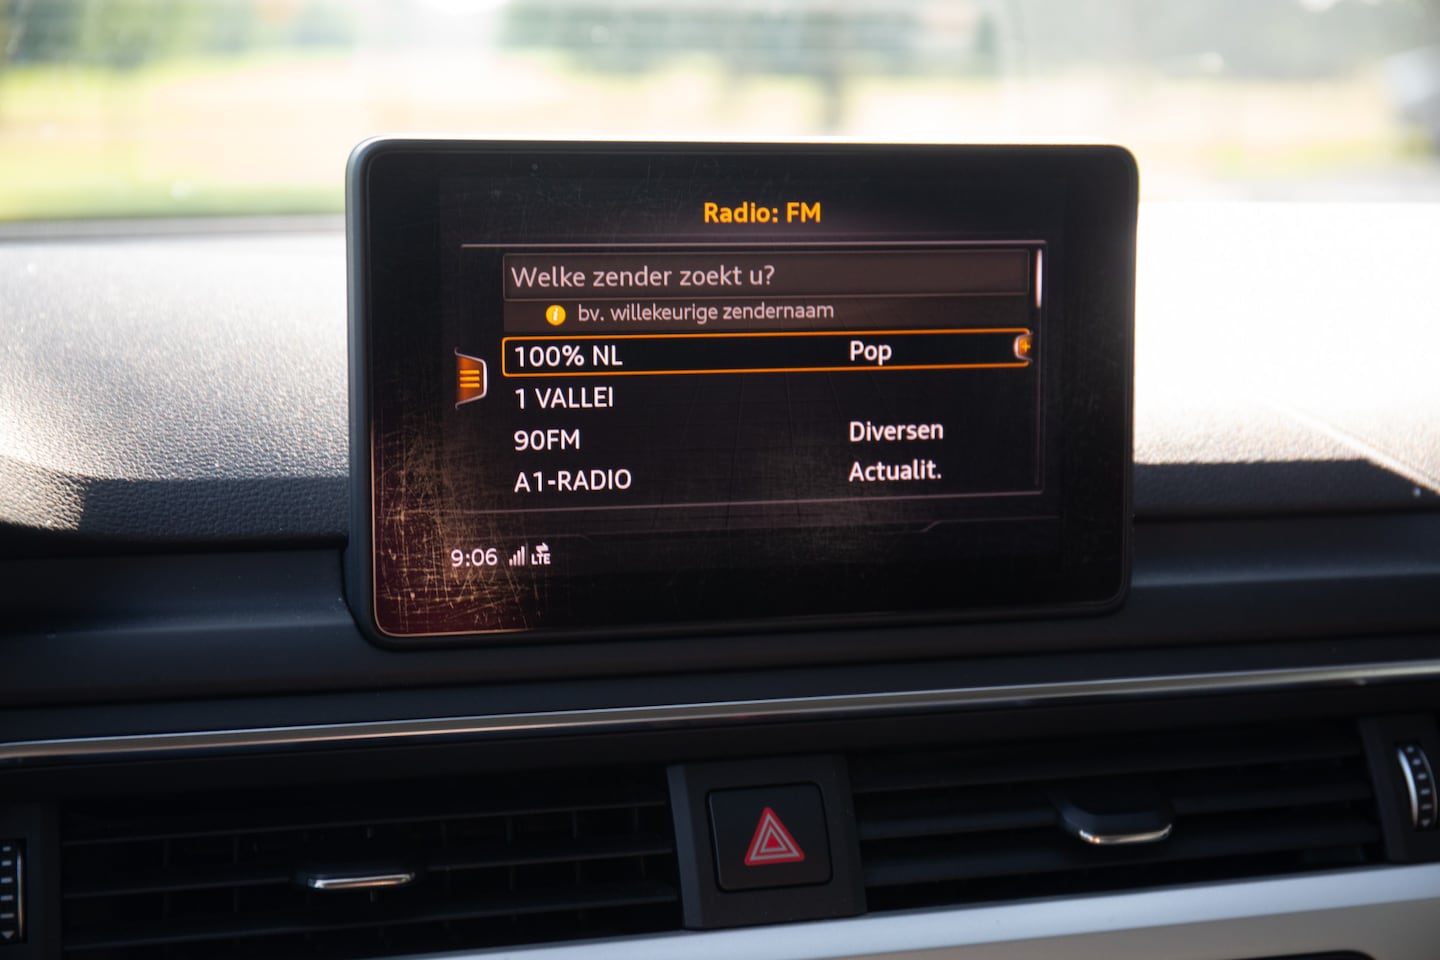 Radio: FM
Welke zender zoekt u?
i bv. willekeurige zendernaam
100% NL Pop
1 VALLEI
90FM Diversen
A1-RADIO Actualit.
9:06 LTE